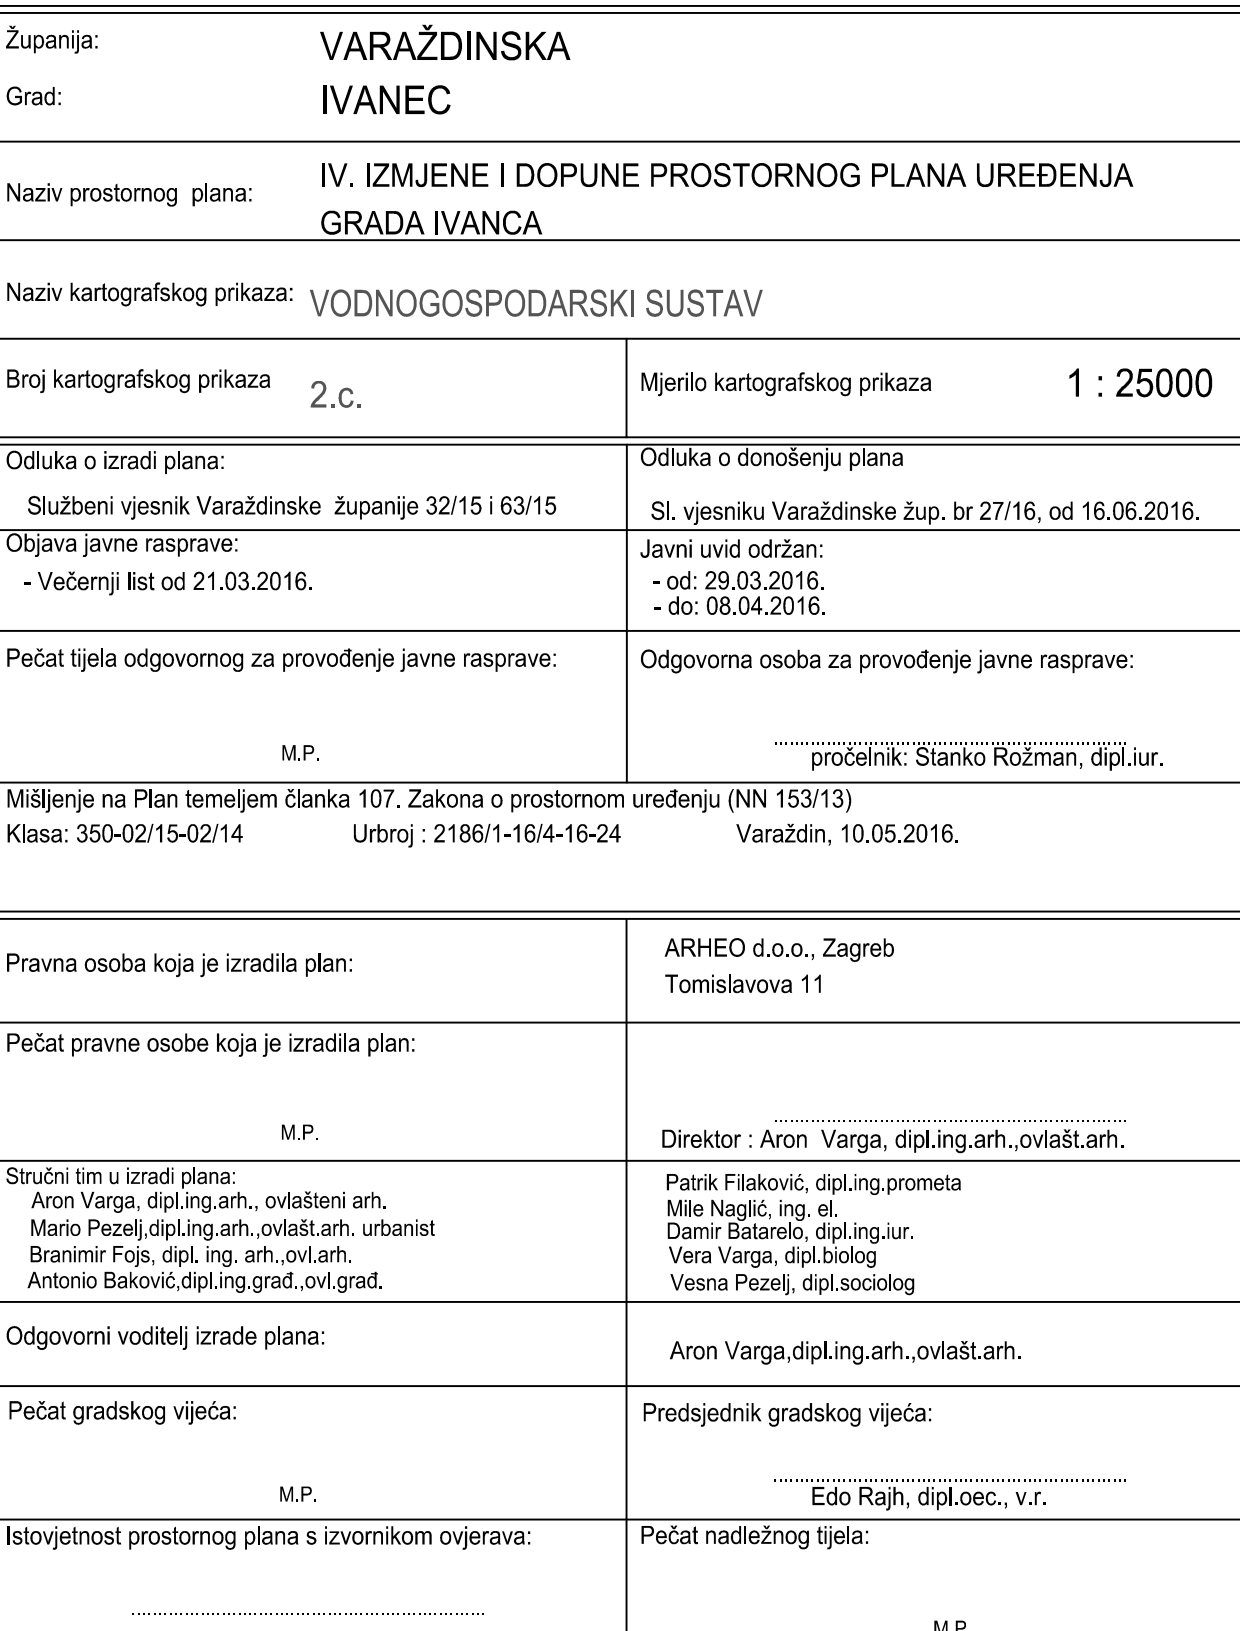 Županija: VARAŽDINSKA
Grad: IVANEC
Naziv prostornog plana: IV. IZMJENE I DOPUNE PROSTORNOG PLANA UREĐENJA
GRADA IVANCA
Naziv kartografskog prikaza: VODNOGOSPODARSKI SUSTAV
Broj kartografskog prikaza 2.c.
Mjerilo kartografskog prikaza 1 : 25000
Odluka o izradi plana:
Službeni vjesnik Varaždinske županije 32/15 i 63/15
Odluka o donošenju plana
Sl. vjesniku Varaždinske žup. br 27/16, od 16.06.2016.
Objava javne rasprave:
- Večernji list od 21.03.2016.
Javni uvid održan:
- od: 29.03.2016.
- do: 08.04.2016.
Pečat tijela odgovornog za provođenje javne rasprave:
M.P.
Odgovorna osoba za provođenje javne rasprave:
pročelnik: Stanko Rožman, dipl.iur.
Mišljenje na Plan temeljem članka 107. Zakona o prostornom uređenju (NN 153/13)
Klasa: 350-02/15-02/14 Urbroj : 2186/1-16/4-16-24 Varaždin, 10.05.2016.
Pravna osoba koja je izradila plan:
ARHEO d.o.o., Zagreb
Tomislavova 11
Pečat pravne osobe koja je izradila plan:
M.P.
Direktor : Aron Varga, dipl.ing.arh.,ovlašt.arh.
Stručni tim u izradi plana:
Aron Varga, dipl.ing.arh., ovlašteni arh.
Mario Pezelj,dipl.ing.arh.,ovlašt.arh. urbanist
Branimir Fojs, dipl. ing. arh.,ovl.arh.
Antonio Baković,dipl.ing.građ.,ovl.građ.
Patrik Filaković, dipl.ing.prometa
Mile Naglić, ing. el.
Damir Batarelo, dipl.ing.iur.
Vera Varga, dipl.biolog
Vesna Pezelj, dipl.sociolog
Odgovorni voditelj izrade plana:
Aron Varga,dipl.ing.arh.,ovlašt.arh.
Pečat gradskog vijeća:
M.P.
Predsjednik gradskog vijeća:
Edo Rajh, dipl.oec., v.r.
Istovjetnost prostornog plana s izvornikom ovjerava:
Pečat nadležnog tijela:
M.P.